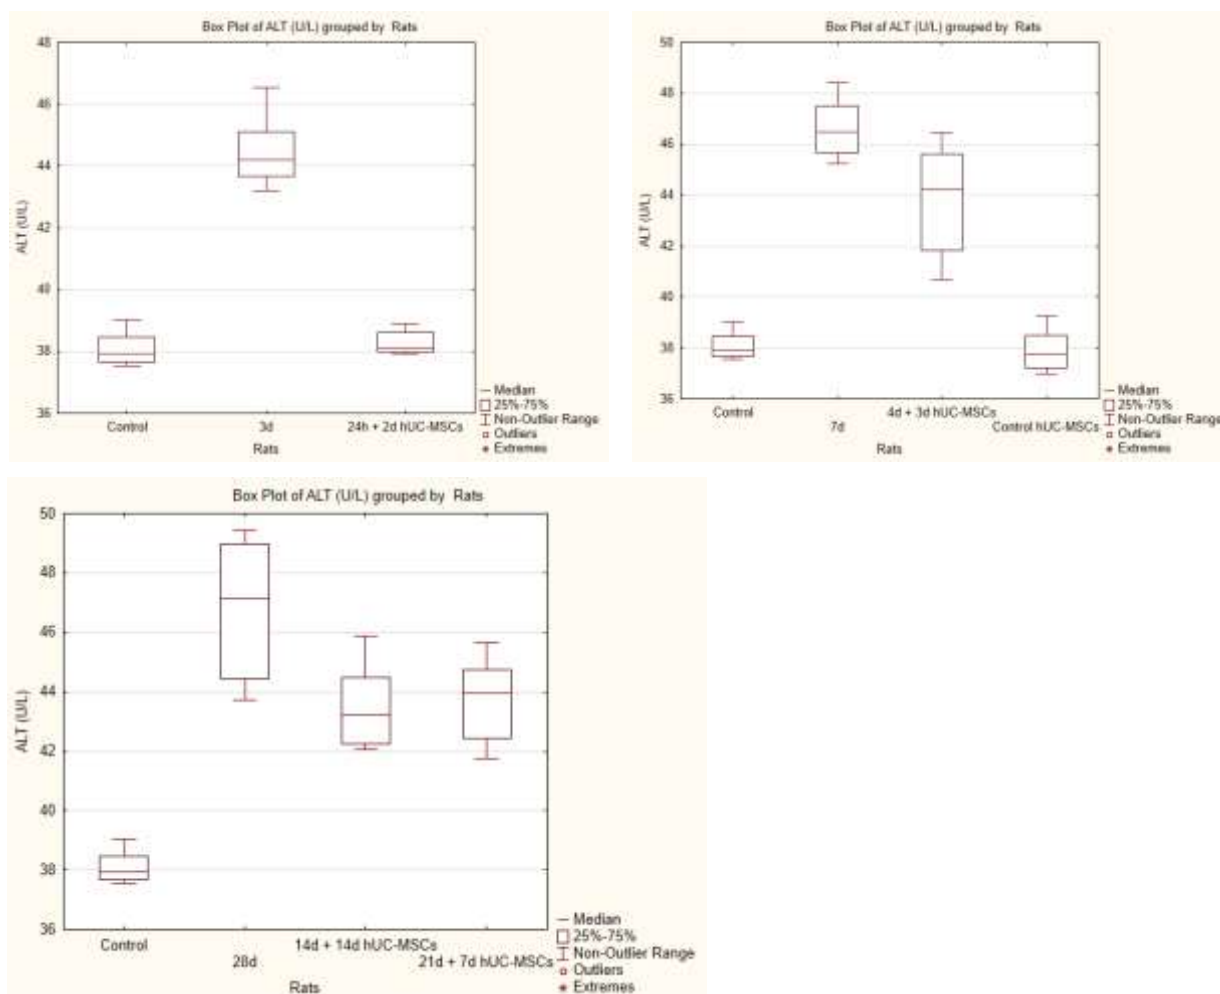 Box Plot of ALT (U/L) grouped by Rats
48
46
44
42
40
38
36
ALT (U/L)
Control
3d
24h + 2d hUC-MSCs
Rats
Median
25%-75%
Non-Outlier Range
Outliers
Extremes
Box Plot of ALT (U/L) grouped by Rats
50
48
46
44
42
40
38
36
ALT (U/L)
Control
7d
4d + 3d hUC-MSCs
Control hUC-MSCs
Rats
Median
25%-75%
Non-Outlier Range
Outliers
Extremes
Box Plot of ALT (U/L) grouped by Rats
50
48
46
44
42
40
38
36
ALT (U/L)
Control
28d
14d + 14d hUC-MSCs
21d + 7d hUC-MSCs
Rats
Median
25%-75%
Non-Outlier Range
Outliers
Extremes